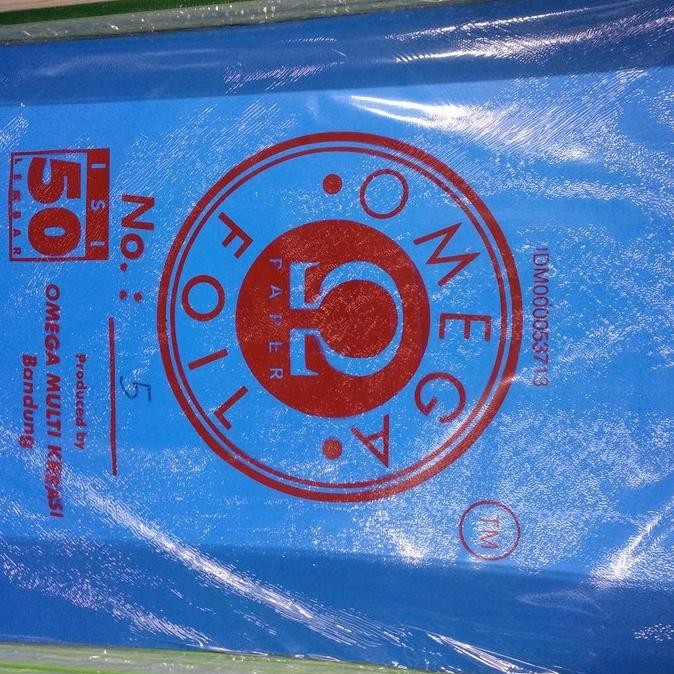 IDM000053713
TM
OMEGA
Ω
PAPER
FOIL
No. : 5
ISI
50
LEMBAR
Produced by
OMEGA MULTI KREASI
Bandung